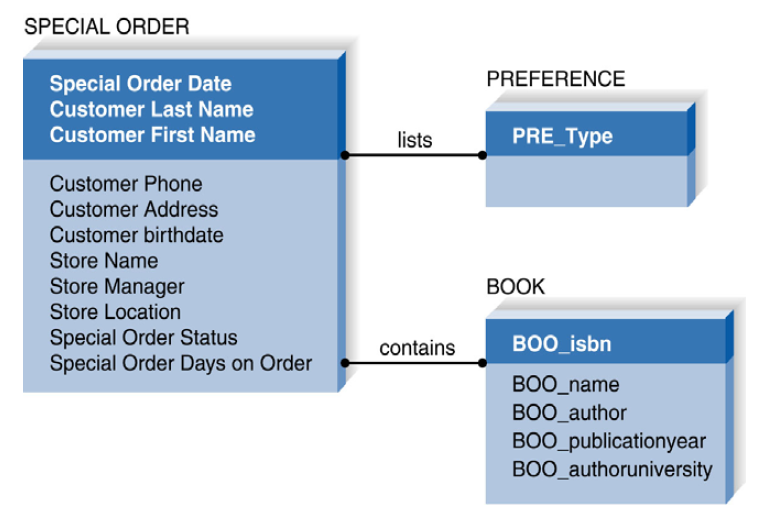 SPECIAL ORDER
Special Order Date
Customer Last Name
Customer First Name
Customer Phone
Customer Address
Customer birthdate
Store Name
Store Manager
Store Location
Special Order Status
Special Order Days on Order
lists
contains
PREFERENCE
PRE_Type
BOOK
BOO_isbn
BOO_name
BOO_author
BOO_publicationyear
BOO_authoruniversity